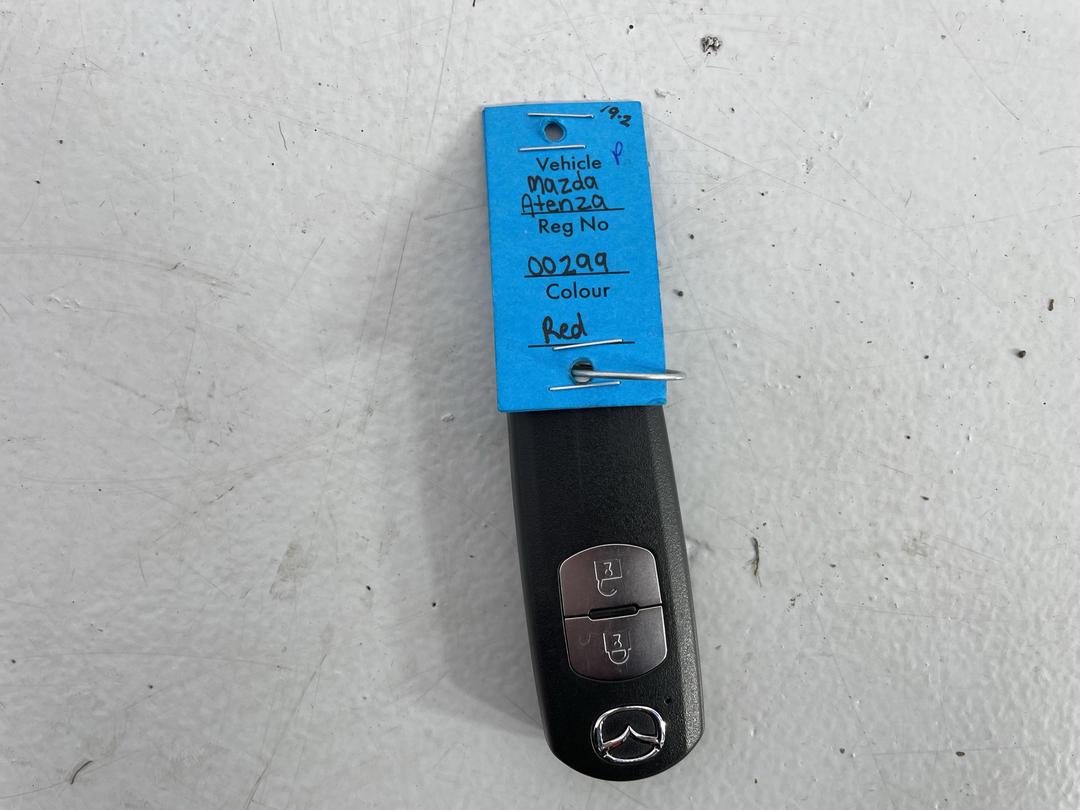 19.2
Vehicle P
Mazda
Atenza
Reg No
00299
Colour
Red